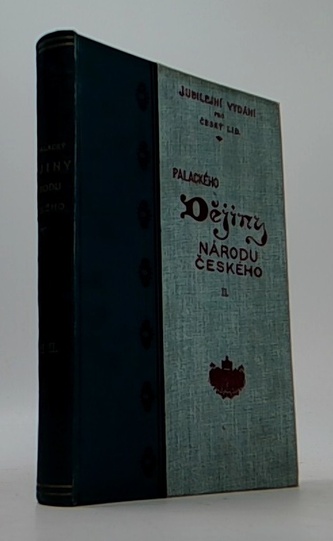 JUBILEJNÍ VYDÁNÍ
PRO
ČESKÝ LID.
PALACKÉHO
Dějiny
NÁRODU
ČESKÉHO
II.